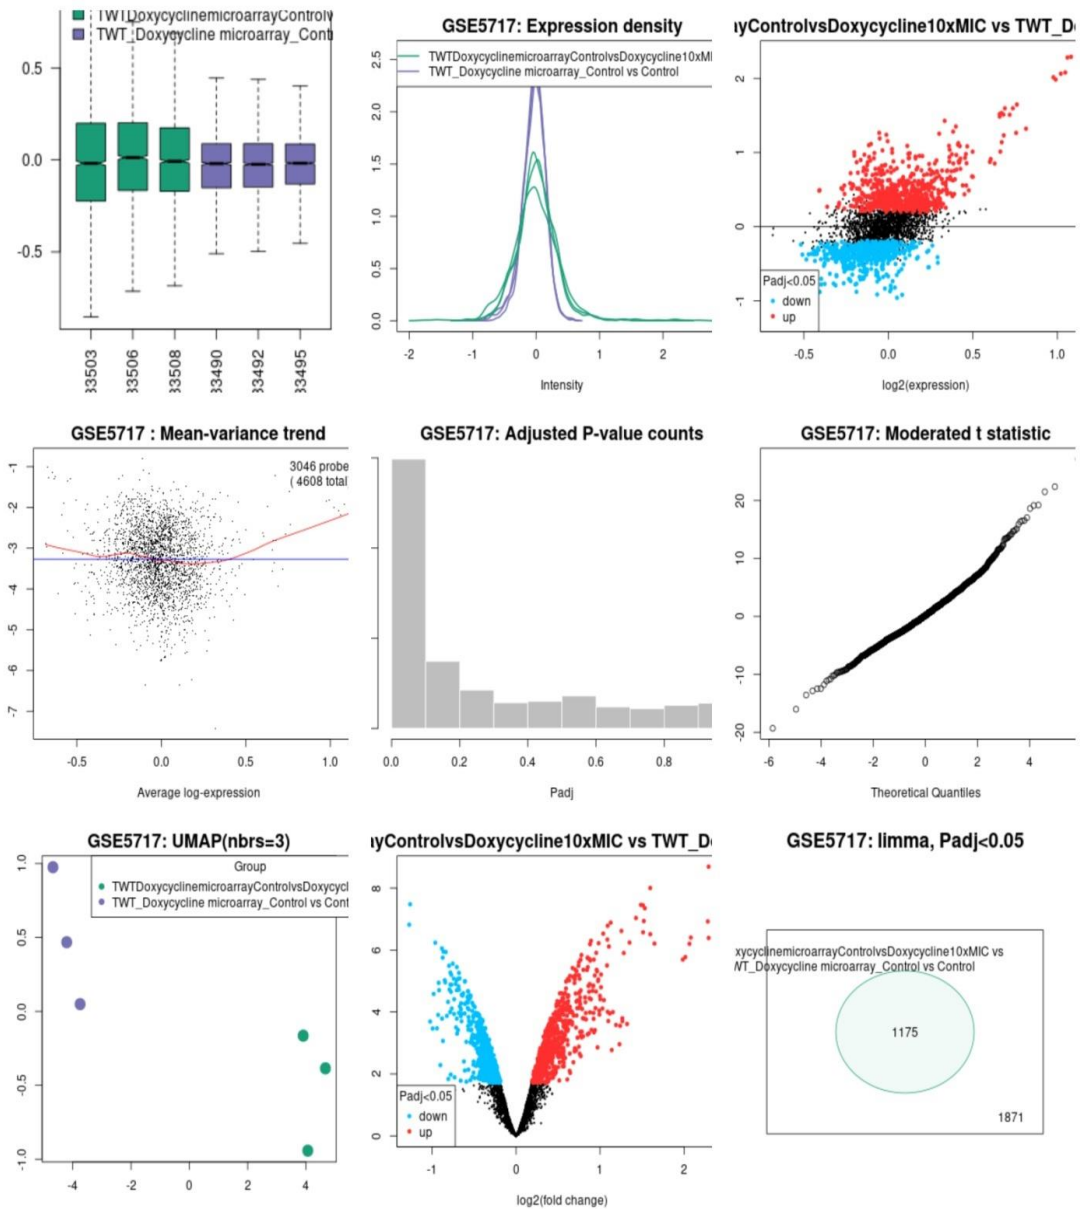 TWTDoxycyclinemicroarrayControlv
TWT_Doxycycline microarray_Cont
0.5
0.0
-0.5
33503
33506
33508
33490
33492
33495
GSE5717: Expression density
TWTDoxycyclinemicroarrayControlvsDoxycycline10xMI
TWT_Doxycycline microarray_Control vs Control
2.5
2.0
1.5
1.0
0.5
0.0
-2 -1 0 1 2
Intensity
ayControlvsDoxycycline10xMIC vs TWT_D
2
1
0
-1
Padj<0.05
down
up
-0.5 0.0 0.5 1.0
log2(expression)
GSE5717 : Mean-variance trend
3046 probe
( 4608 total
-1
-2
-3
-4
-5
-6
-7
-0.5 0.0 0.5 1.0
Average log-expression
GSE5717: Adjusted P-value counts
0.0 0.2 0.4 0.6 0.8
Padj
GSE5717: Moderated t statistic
20
10
0
-10
-20
-6 -4 -2 0 2 4
Theoretical Quantiles
GSE5717: UMAP(nbrs=3)
Group
TWTDoxycyclinemicroarrayControlvsDoxycycl
TWT_Doxycycline microarray_Control vs Cont
1.0
0.5
0.0
-0.5
-1.0
-4 -2 0 2 4
ayControlvsDoxycycline10xMIC vs TWT_D
8
6
4
2
0
Padj<0.05
down
up
-1 0 1 2
log2(fold change)
GSE5717: limma, Padj<0.05
xycyclinemicroarrayControlvsDoxycycline10xMIC vs
WT_Doxycycline microarray_Control vs Control
1175
1871